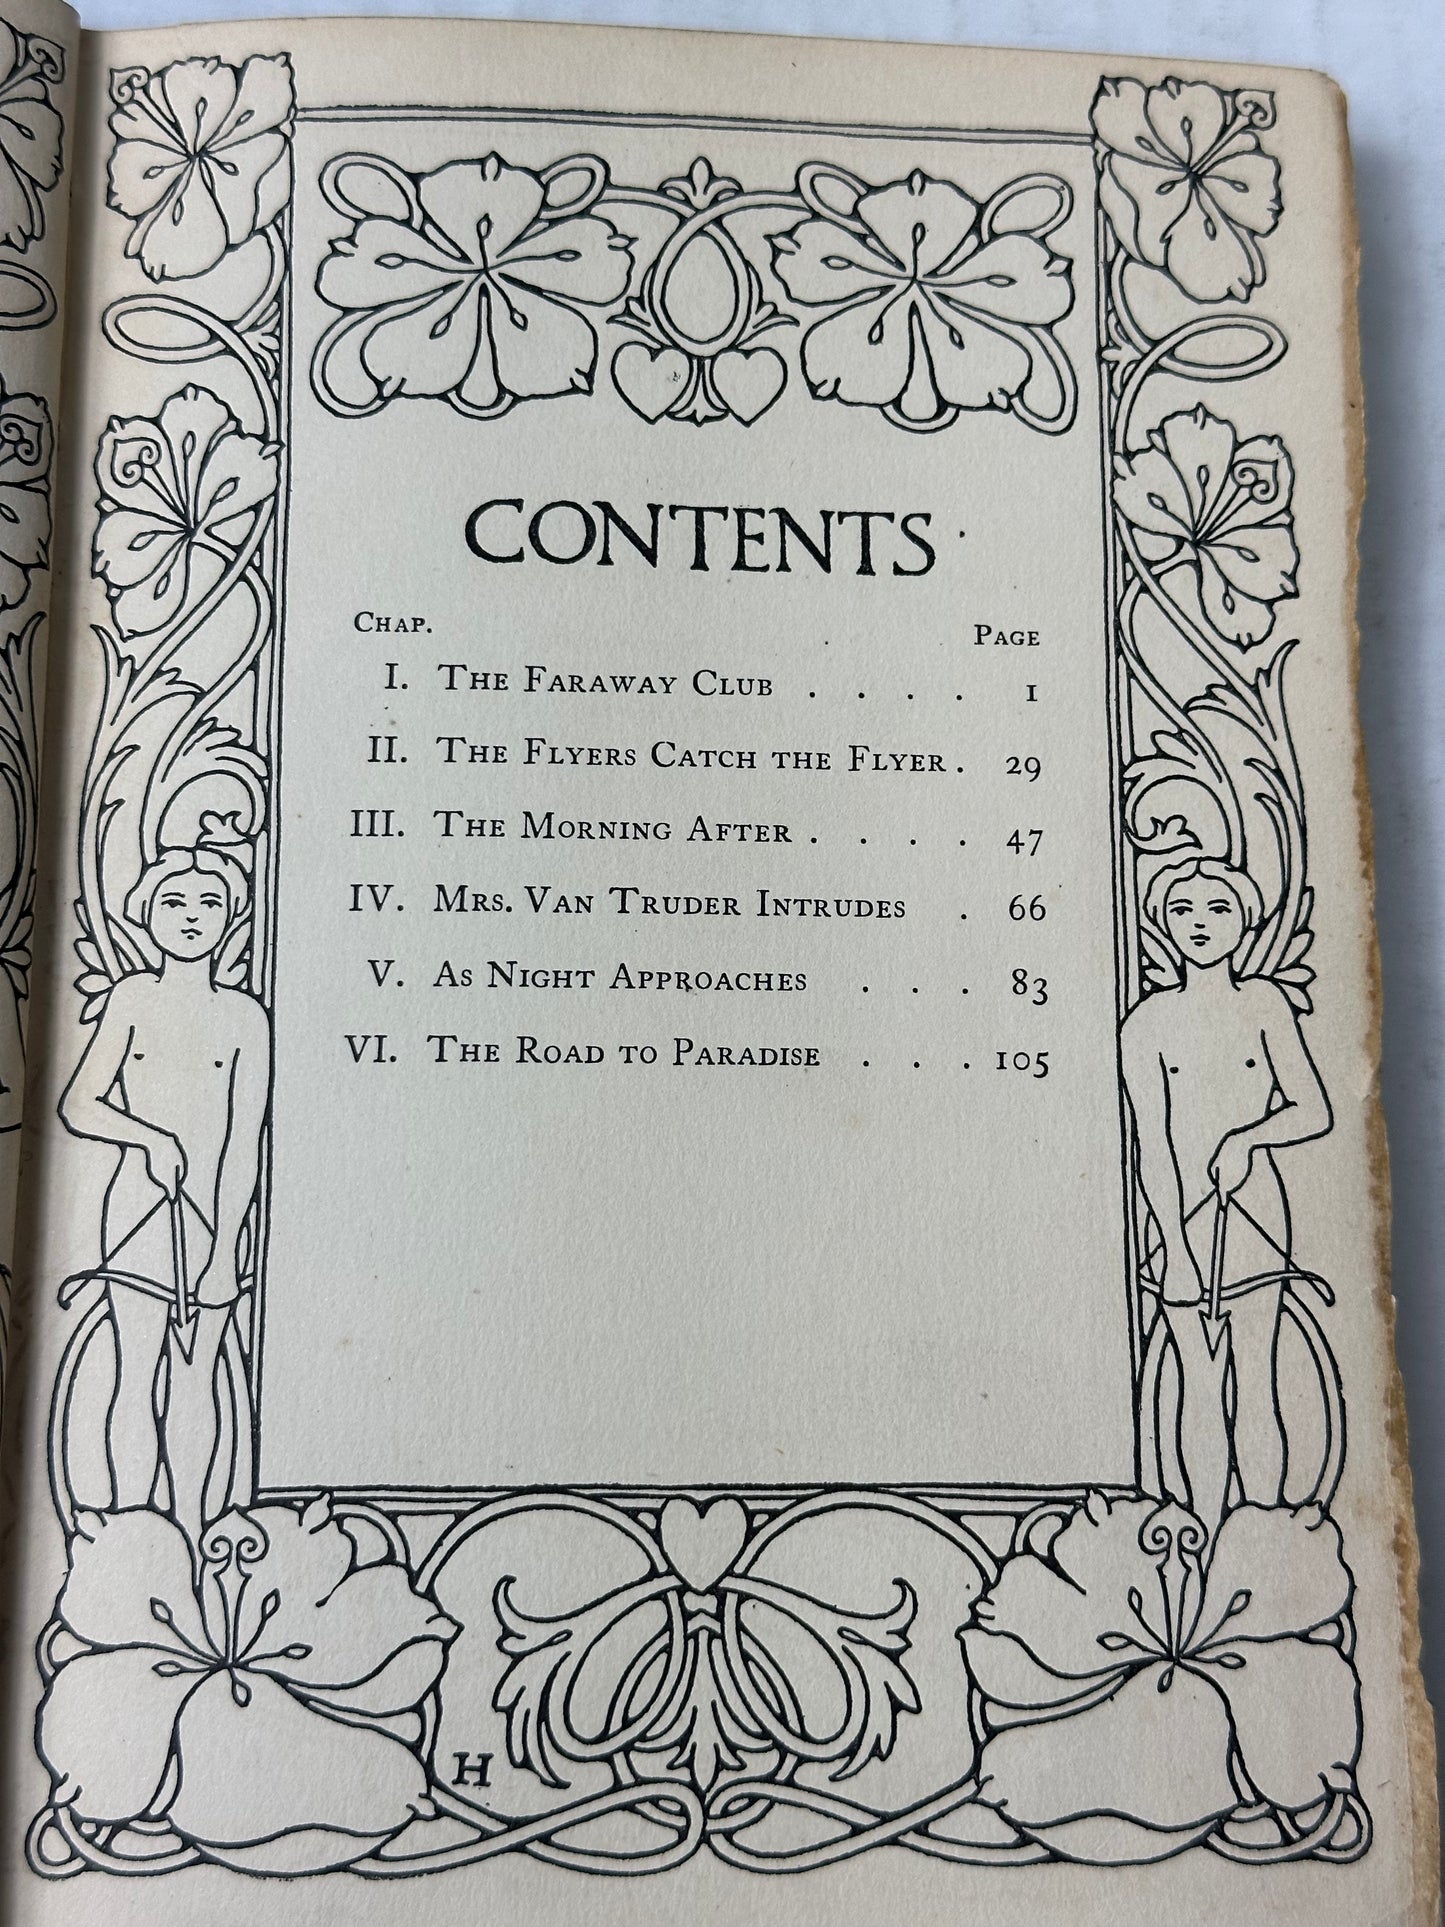 CONTENTS
CHAP. PAGE
I. THE FARAWAY CLUB . . . . 1
II. THE FLYERS CATCH THE FLYER . 29
III. THE MORNING AFTER . . . . 47
IV. MRS. VAN TRUDER INTRUDES . 66
V. AS NIGHT APPROACHES . . . 83
VI. THE ROAD TO PARADISE . . . 105
H